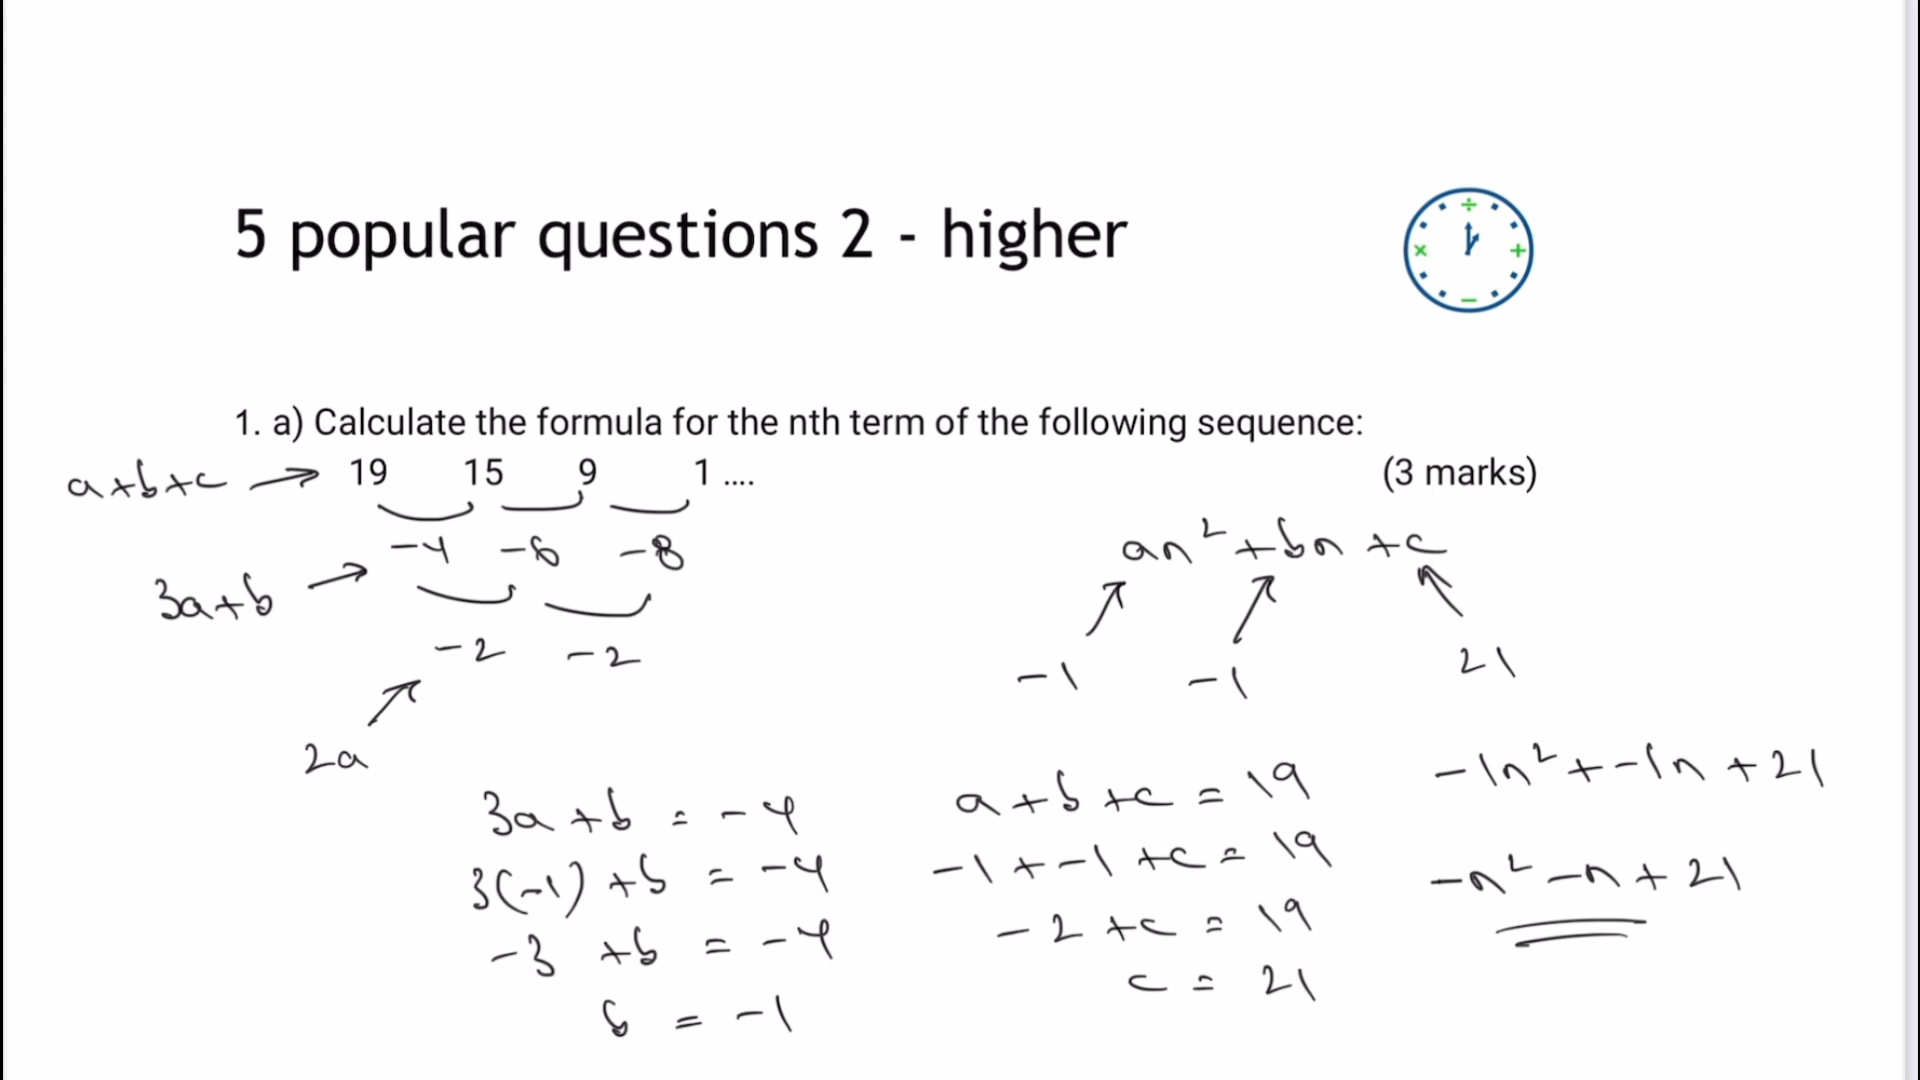 5 popular questions 2 - higher
1. a) Calculate the formula for the nth term of the following sequence:
a+b+c → 19 15 9 1 ....
(3 marks)
-4 -6 -8
3a+b →
-2 -2
2a
an²+bn+c
-1 -1 21
3a+b = -4
3(-1)+b = -4
-3 +b = -4
b = -1
a+b+c = 19
-1+-1+c = 19
-2+c = 19
c = 21
-1n²+-1n+21
-n²-n+21